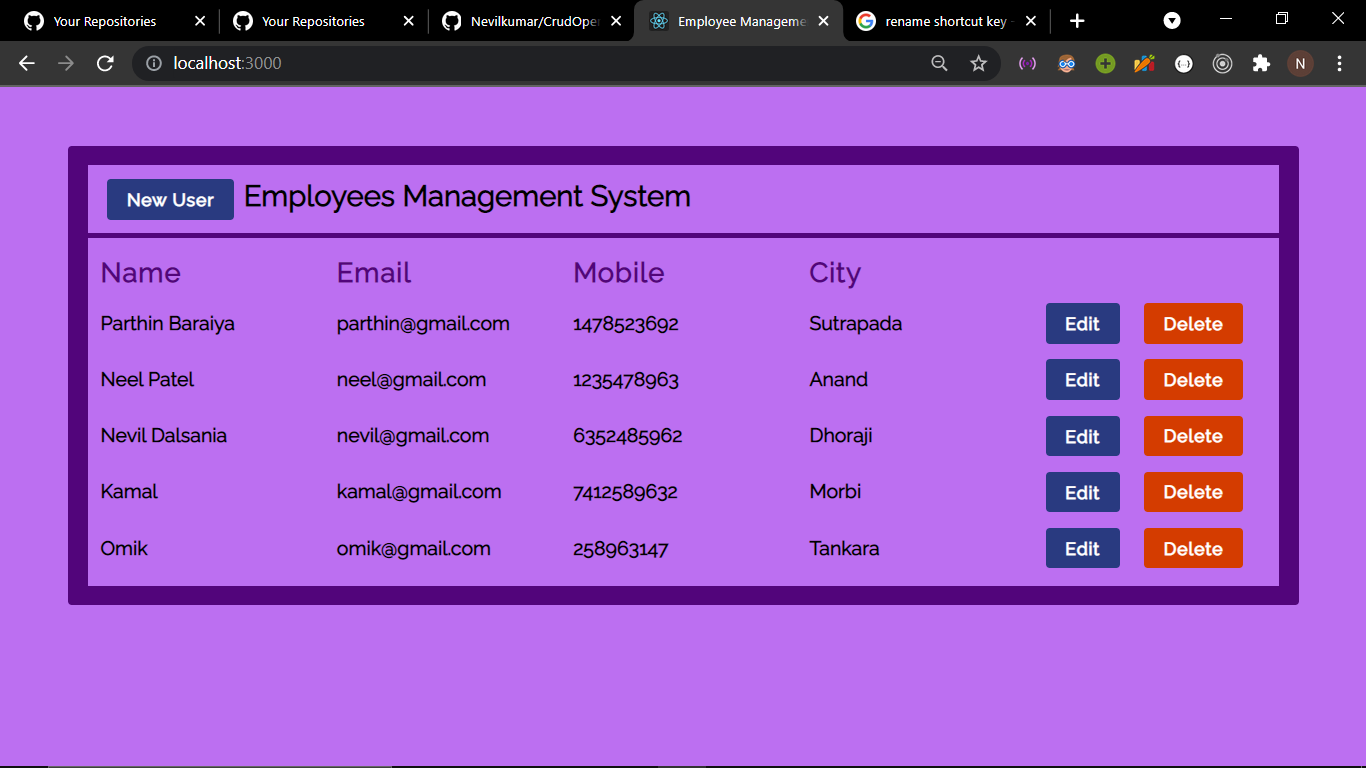 Your Repositories Your Repositories Nevilkumar/CrudOper Employee Manageme rename shortcut key -
localhost:3000 N
New User Employees Management System
Name Email Mobile City
Parthin Baraiya parthin@gmail.com 1478523692 Sutrapada Edit Delete
Neel Patel neel@gmail.com 1235478963 Anand Edit Delete
Nevil Dalsania nevil@gmail.com 6352485962 Dhoraji Edit Delete
Kamal kamal@gmail.com 7412589632 Morbi Edit Delete
Omik omik@gmail.com 258963147 Tankara Edit Delete